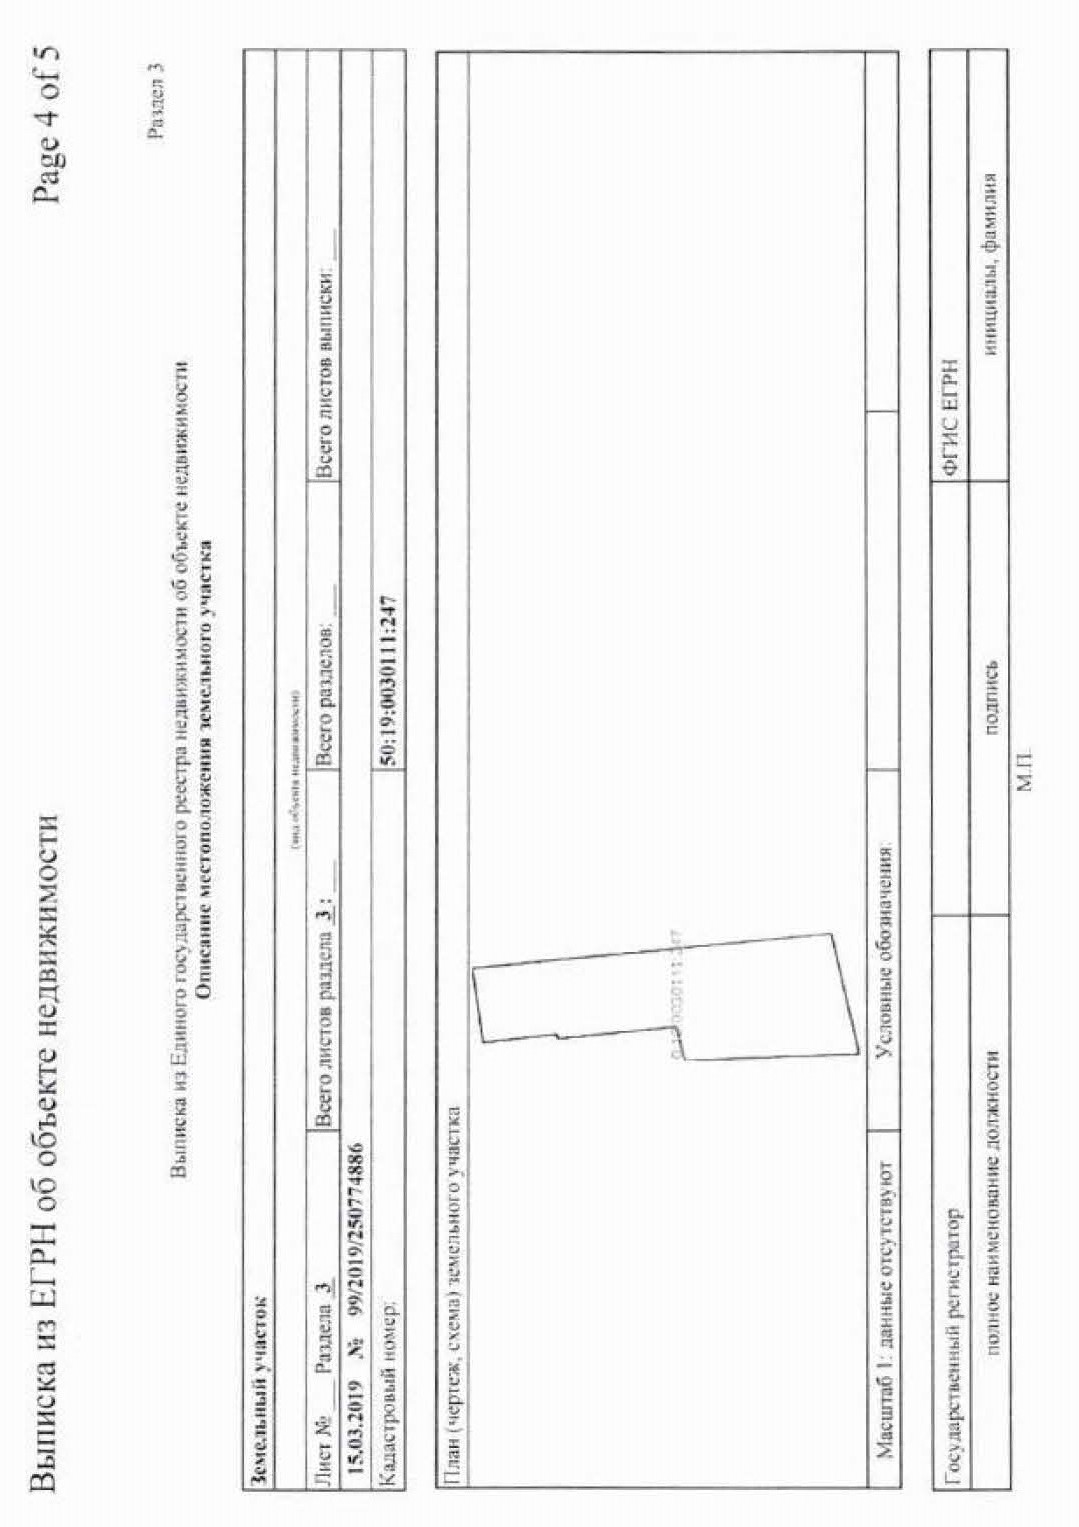 Выписка из ЕГРН об объекте недвижимости Page 4 of 5
Раздел 3
Выписка из Единого государственного реестра недвижимости об объекте недвижимости
Описание местоположения земельного участка
Земельный участок
(вид объекта недвижимости)
Лист № ___ Раздела 3 Всего листов раздела 3 : ___ Всего разделов: ___ Всего листов выписки: ___
15.03.2019 № 99/2019/250774886
Кадастровый номер: 50:19:0030111:247
План (чертеж, схема) земельного участка
Масштаб 1: данные отсутствуют Условные обозначения:
Государственный регистратор ФГИС ЕГРН
полное наименование должности подпись инициалы, фамилия
М.П.